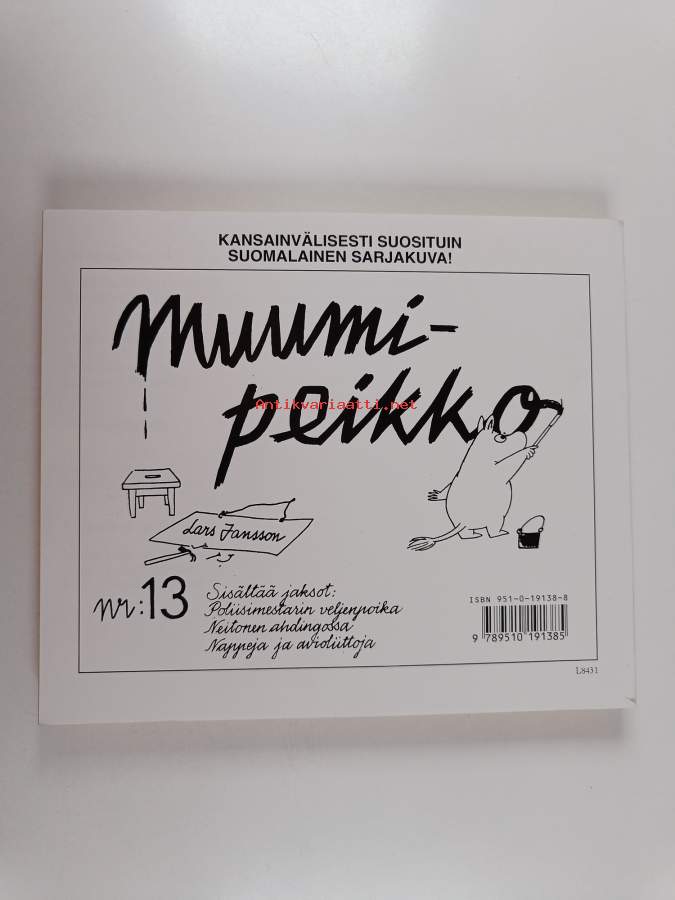 KANSAINVÄLISESTI SUOSITUIN
SUOMALAINEN SARJAKUVA!
muumi-
peikko
Antikvariaatti.net
Lars Jansson
nr:13
Sisältää jaksot:
Poliisimestarin veljenpoika
Neitonen ahdingossa
Nappeja ja avioliittoja
ISBN 951-0-19138-8
9 789510 191385
L8431